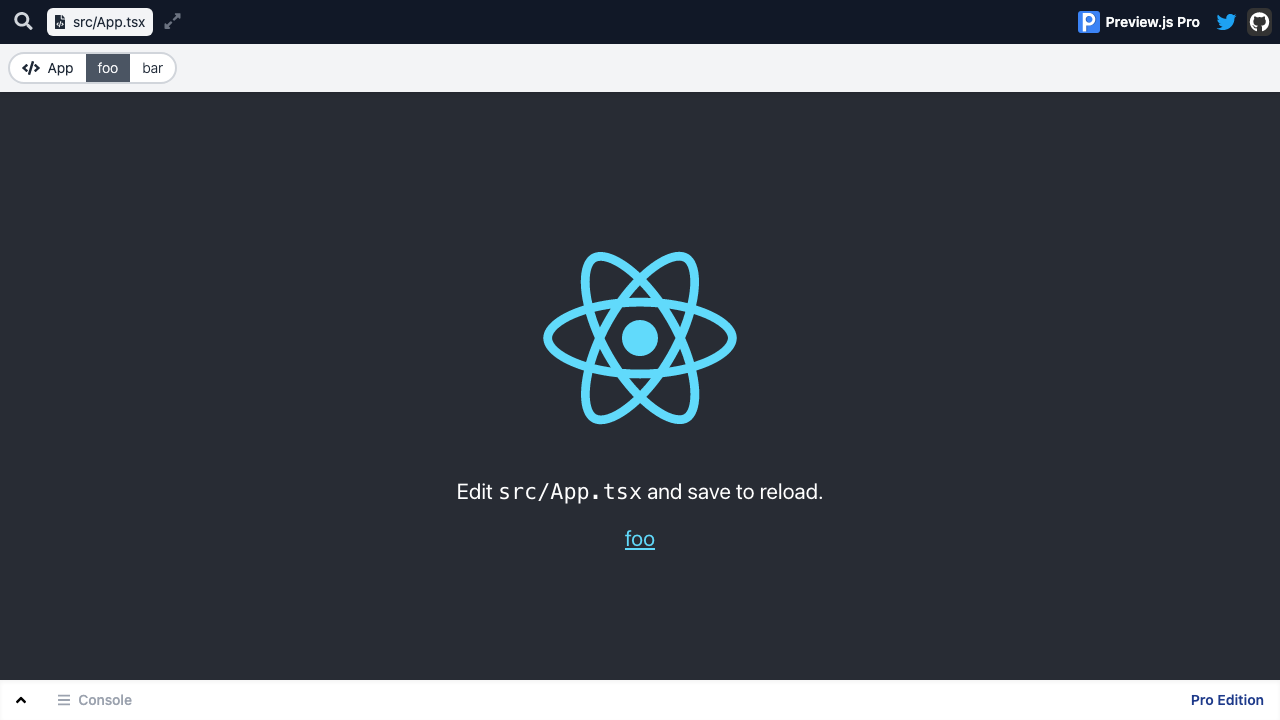 src/App.tsx
Preview.js Pro
App
foo
bar
Edit src/App.tsx and save to reload.
foo
Console
Pro Edition